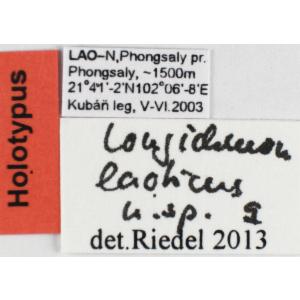 Holotypus
LAO-N,Phongsaly pr.
Phongsaly, ~1500m
21°41'-2'N102°06'-8'E
Kubáň leg, V-VI.2003
Longichneumon
laoticus
n.sp. ♀
det.Riedel 2013